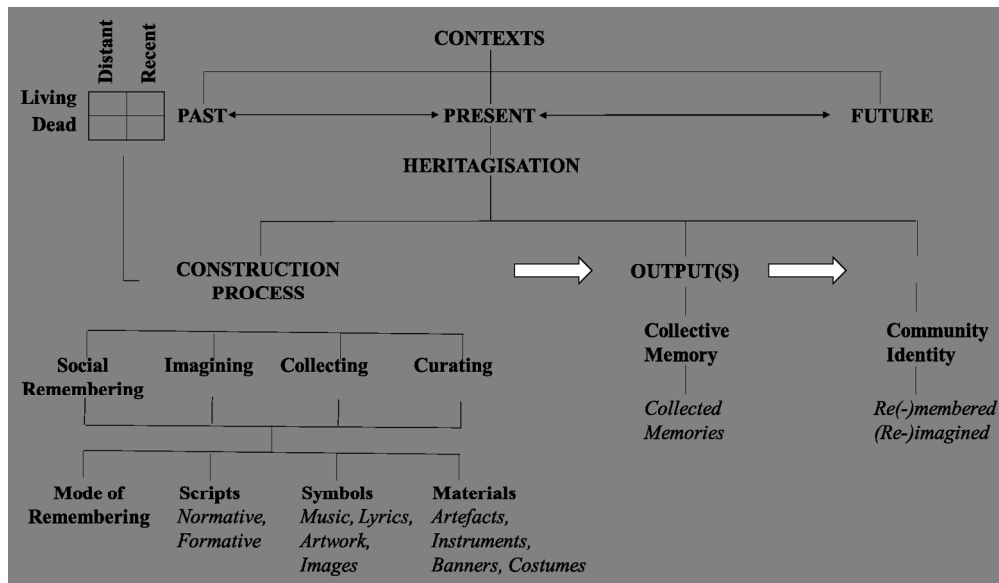 CONTEXTS
Distant
Recent
Living
Dead
PAST
PRESENT
FUTURE
HERITAGISATION
CONSTRUCTION
PROCESS
OUTPUT(S)
Collective
Memory
Community
Identity
Social
Remembering
Imagining
Collecting
Curating
Collected
Memories
Re(-)membered
(Re-)imagined
Mode of
Remembering
Scripts
Normative,
Formative
Symbols
Music, Lyrics,
Artwork,
Images
Materials
Artefacts,
Instruments,
Banners, Costumes